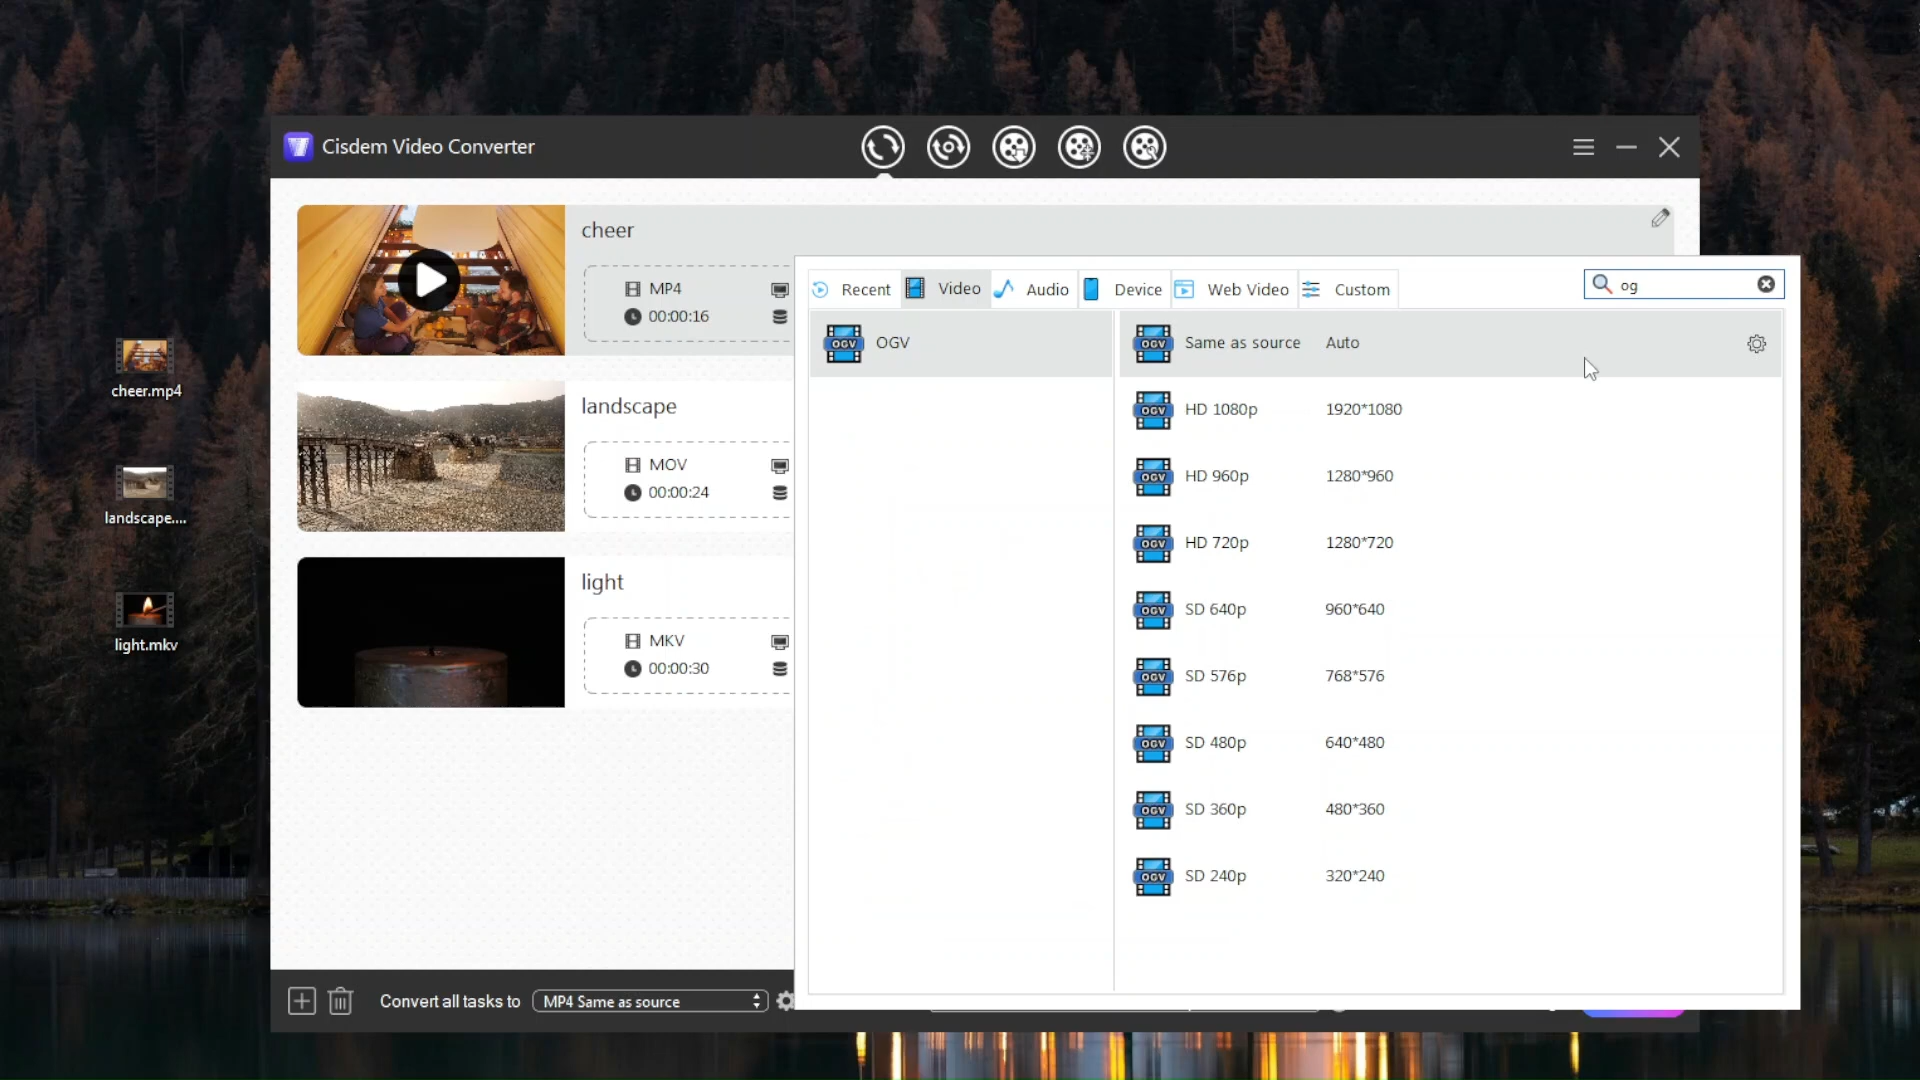 Cisdem Video Converter
cheer
MP4
00:00:16
landscape
MOV
00:00:24
light
MKV
00:00:30
cheer.mp4
landscape....
light.mkv
Recent
Video
Audio
Device
Web Video
Custom
og
OGV
OGV
OGV Same as source Auto
OGV HD 1080p 1920*1080
OGV HD 960p 1280*960
OGV HD 720p 1280*720
OGV SD 640p 960*640
OGV SD 576p 768*576
OGV SD 480p 640*480
OGV SD 360p 480*360
OGV SD 240p 320*240
Convert all tasks to
MP4 Same as source